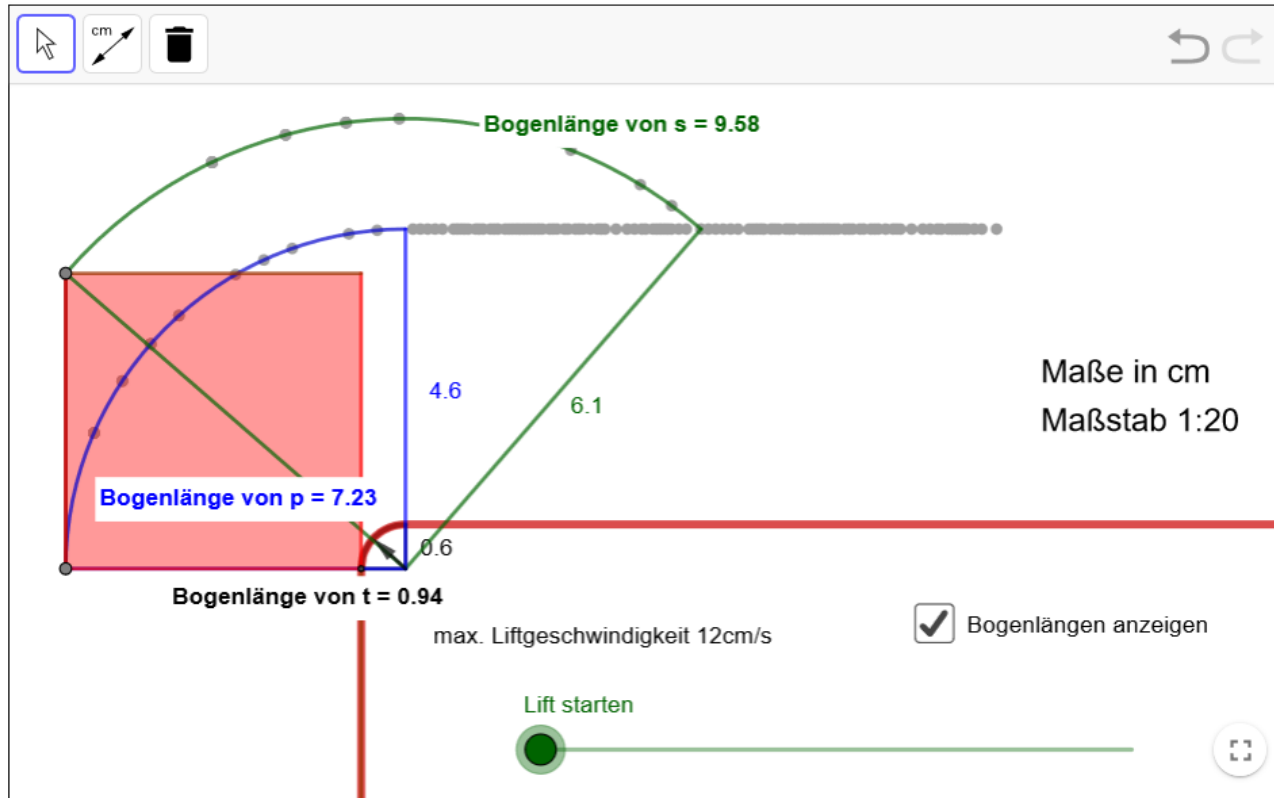 cm
Bogenlänge von s = 9.58
4.6
6.1
Maße in cm
Maßstab 1:20
Bogenlänge von p = 7.23
0.6
Bogenlänge von t = 0.94
max. Liftgeschwindigkeit 12cm/s
Bogenlängen anzeigen
Lift starten